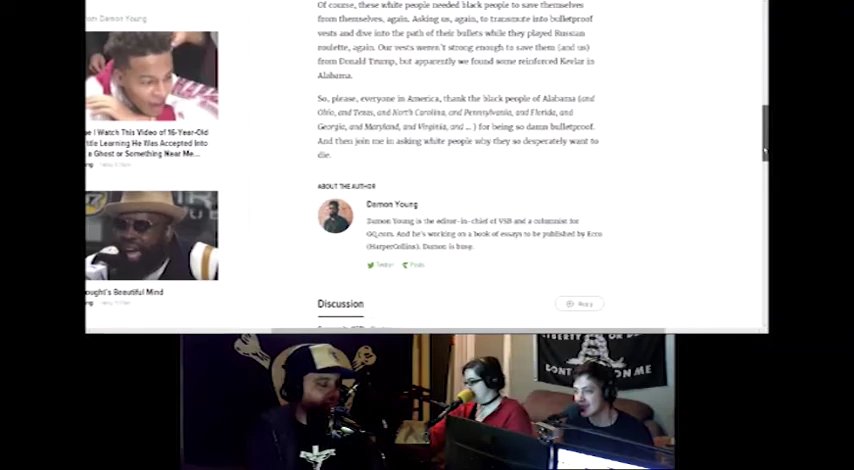 Of course, these white people needed black people to save themselves
from themselves, again. Asking us, again, to transmute into bulletproof
vests and dive into the path of their bullets while they played Russian
roulette, again. Our vests weren't strong enough to save them (and us)
from Donald Trump, but apparently we found some reinforced Kevlar in
Alabama.
So, please, everyone in America, thank the black people of Alabama (and
Ohio, and Texas, and North Carolina, and Pennsylvania, and Florida, and
Georgia, and Maryland, and Virginia, and ... ) for being so damn bulletproof.
And then join me in asking white people why they so desperately want to
die.
ABOUT THE AUTHOR
Damon Young
Damon Young is the editor-in-chief of VSB and a columnist for
GQ.com. And he's working on a book of essays to be published by Ecco
(HarperCollins). Damon is busy.
Twitter Posts
Discussion
Reply
from Damon Young
I Watch This Video of 16-Year-Old
Learning He Was Accepted Into
a Ghost or Something Near Me...
ought's Beautiful Mind
LIBERTY OR DE
DONT ON ME